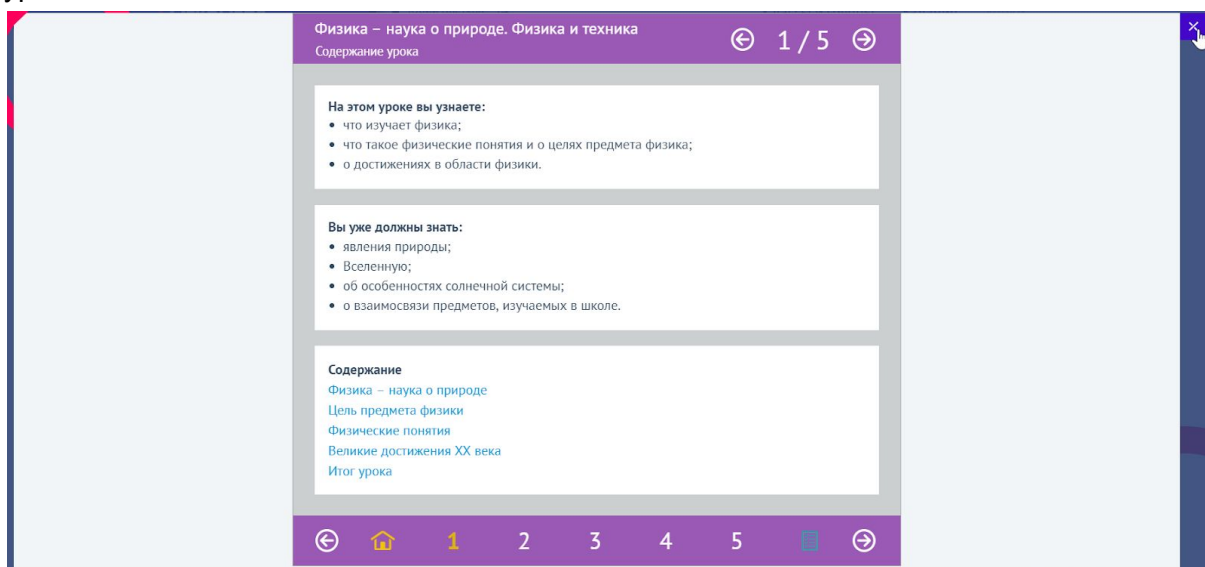 Физика – наука о природе. Физика и техника
1 / 5
Содержание урока
На этом уроке вы узнаете:
• что изучает физика;
• что такое физические понятия и о целях предмета физика;
• о достижениях в области физики.
Вы уже должны знать:
• явления природы;
• Вселенную;
• об особенностях солнечной системы;
• о взаимосвязи предметов, изучаемых в школе.
Содержание
Физика – наука о природе
Цель предмета физики
Физические понятия
Великие достижения XX века
Итог урока
1 2 3 4 5